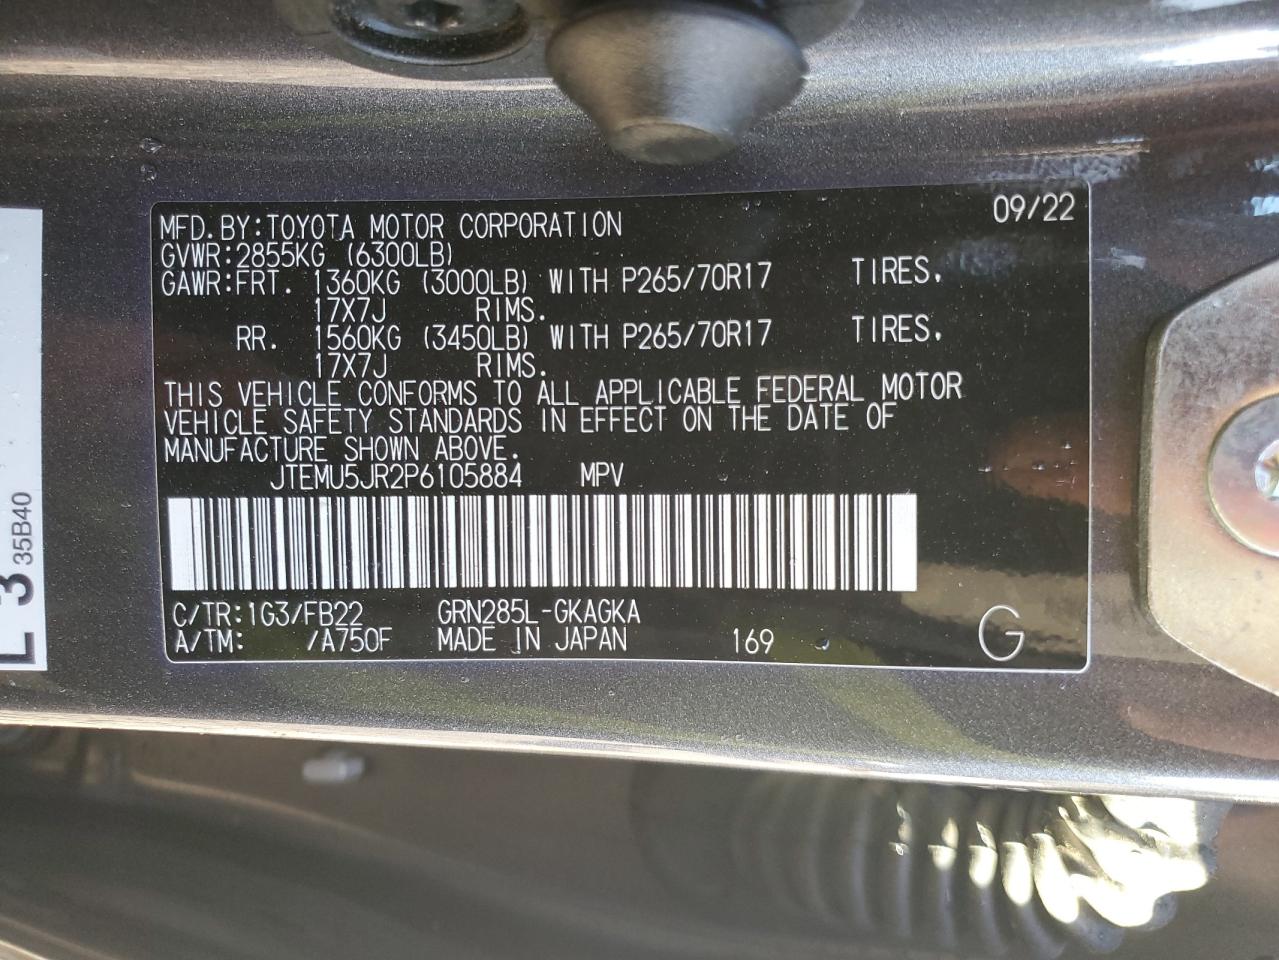 09/22
MFD.BY:TOYOTA MOTOR CORPORATION
GVWR:2855KG (6300LB)
GAWR:FRT. 1360KG (3000LB) WITH P265/70R17 TIRES.
17X7J RIMS.
RR. 1560KG (3450LB) WITH P265/70R17 TIRES.
17X7J RIMS.
THIS VEHICLE CONFORMS TO ALL APPLICABLE FEDERAL MOTOR
VEHICLE SAFETY STANDARDS IN EFFECT ON THE DATE OF
MANUFACTURE SHOWN ABOVE.
JTEMU5JR2P6105884 MPV
C/TR:1G3/FB22 GRN285L-GKAGKA
A/TM: /A750F MADE IN JAPAN 169 G
35B40
3